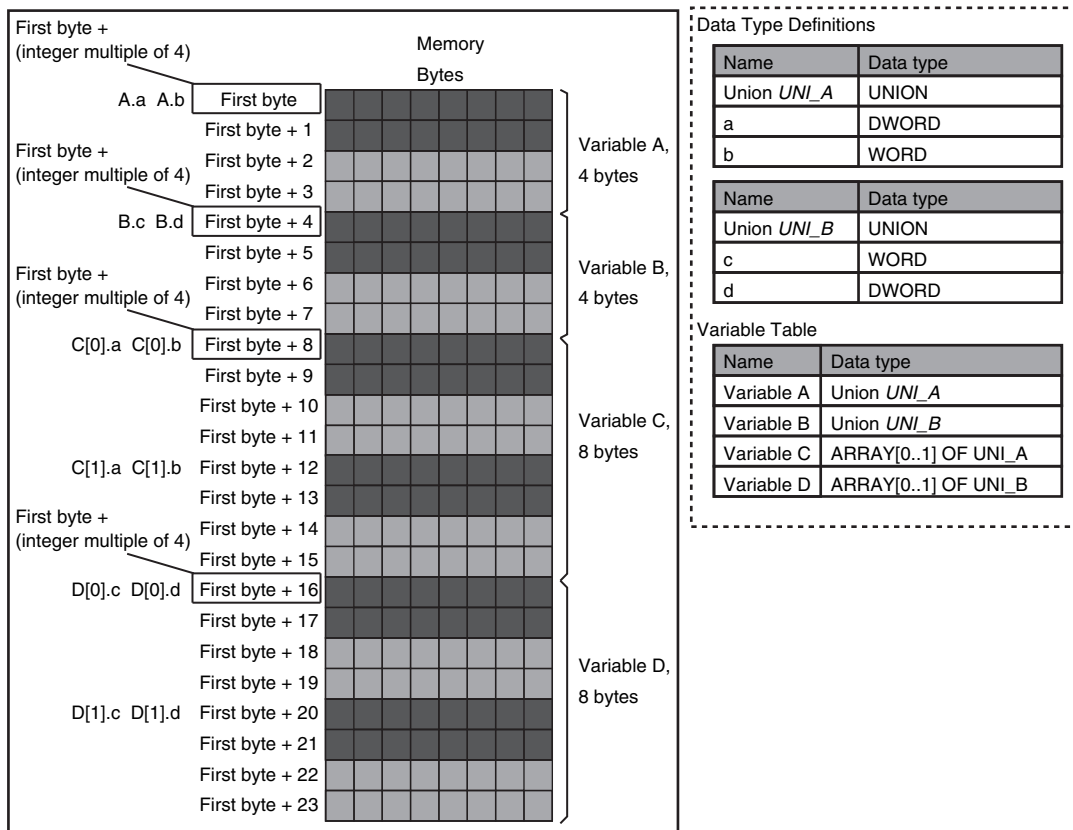 First byte +
(integer multiple of 4)
Memory
Bytes
A.a A.b First byte
First byte + 1
First byte + 2
First byte + 3
Variable A,
4 bytes
First byte +
(integer multiple of 4)
B.c B.d First byte + 4
First byte + 5
First byte + 6
First byte + 7
Variable B,
4 bytes
First byte +
(integer multiple of 4)
C[0].a C[0].b First byte + 8
First byte + 9
First byte + 10
First byte + 11
C[1].a C[1].b First byte + 12
First byte + 13
First byte + 14
First byte + 15
Variable C,
8 bytes
First byte +
(integer multiple of 4)
D[0].c D[0].d First byte + 16
First byte + 17
First byte + 18
First byte + 19
D[1].c D[1].d First byte + 20
First byte + 21
First byte + 22
First byte + 23
Variable D,
8 bytes
Data Type Definitions
Name Data type
Union UNI_A UNION
a DWORD
b WORD
Name Data type
Union UNI_B UNION
c WORD
d DWORD
Variable Table
Name Data type
Variable A Union UNI_A
Variable B Union UNI_B
Variable C ARRAY[0..1] OF UNI_A
Variable D ARRAY[0..1] OF UNI_B